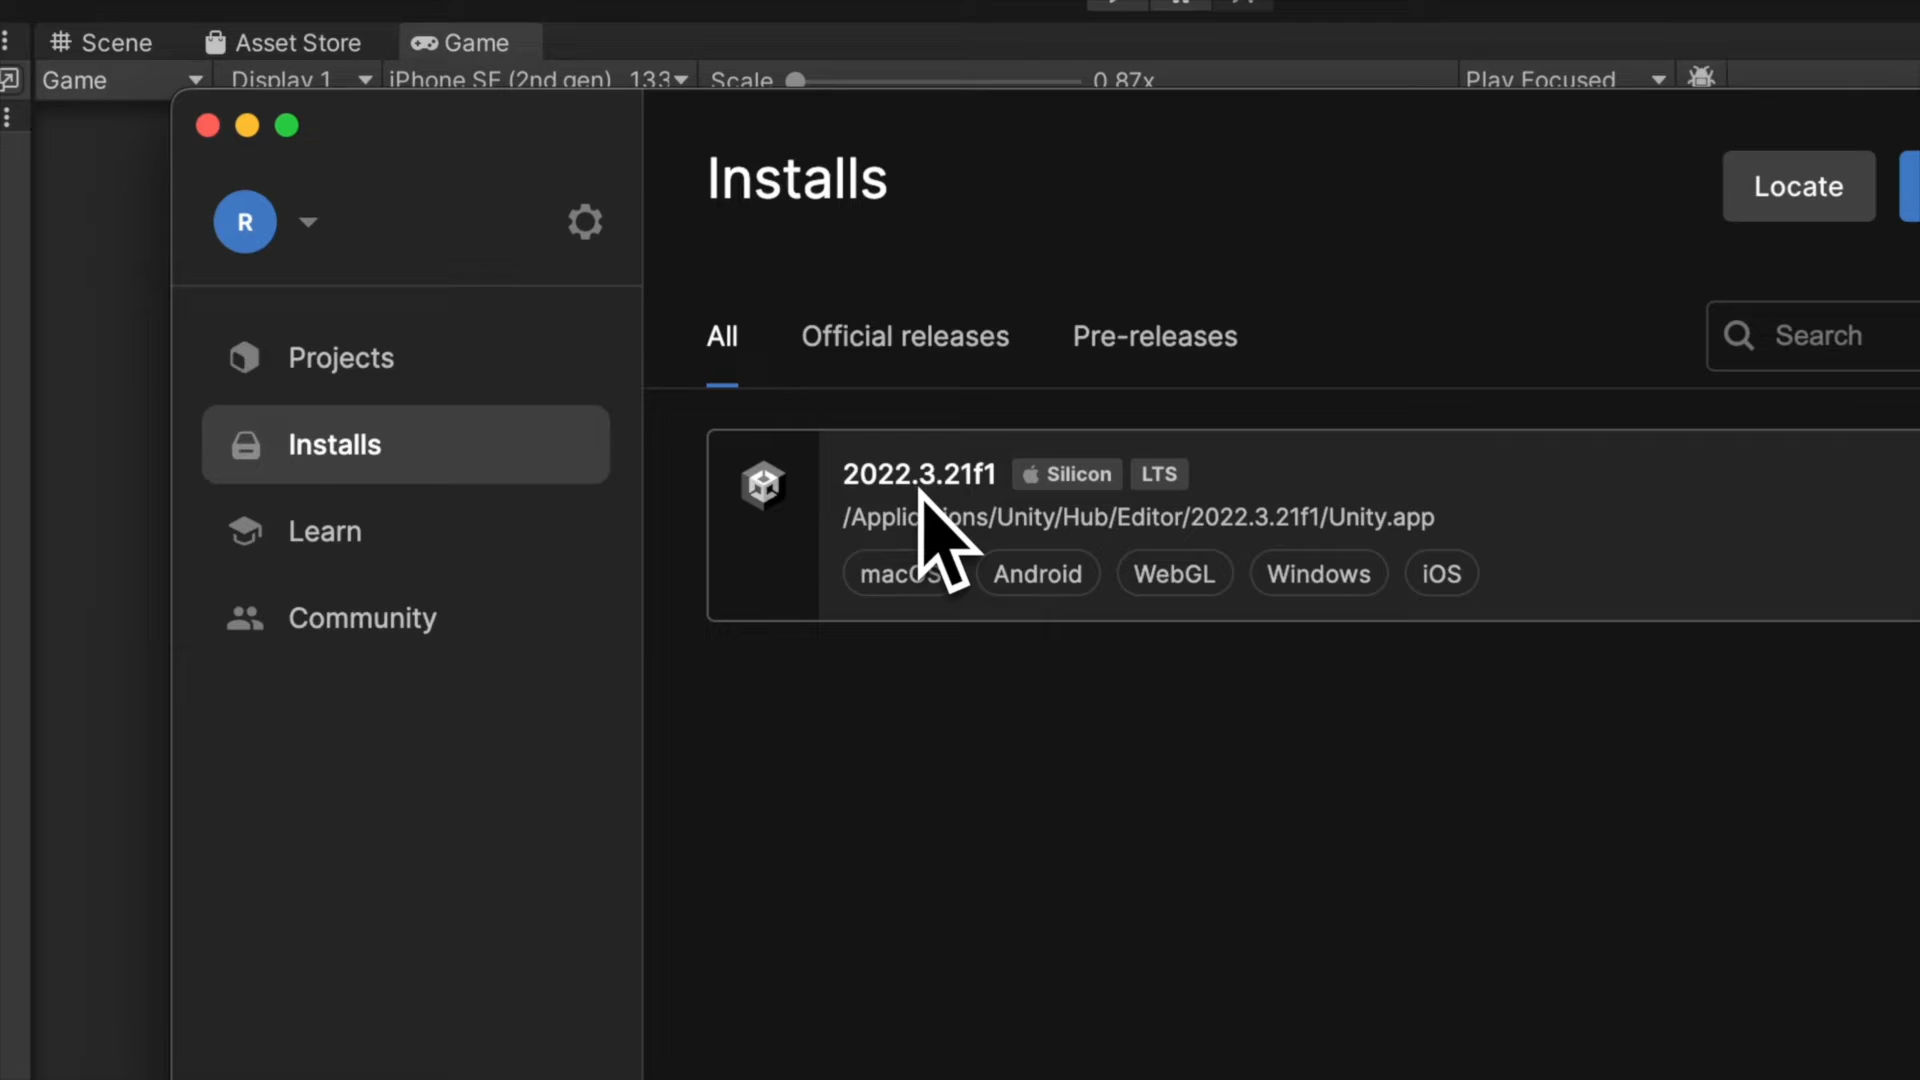 Scene Asset Store Game
Game Display 1 iPhone SE (2nd gen) 133 Scale 0.87x Play Focused
Installs
Locate
R
All Official releases Pre-releases
Search
Projects
Installs
Learn
Community
2022.3.21f1 Silicon LTS
/Applications/Unity/Hub/Editor/2022.3.21f1/Unity.app
macOS Android WebGL Windows iOS